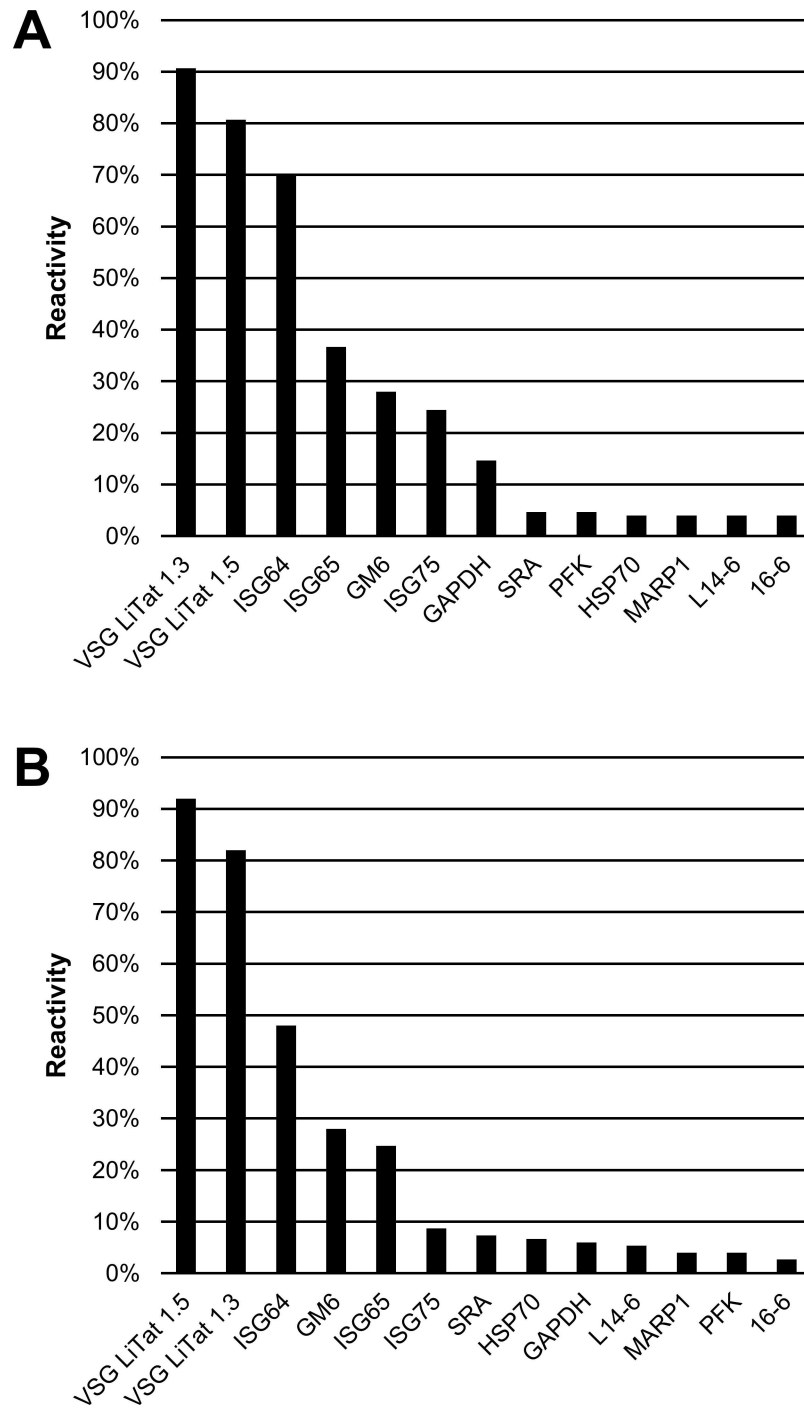 A
100%
90%
80%
70%
60%
50%
40%
30%
20%
10%
0%
Reactivity
VSG LiTat 1.3
VSG LiTat 1.5
ISG64
ISG65
GM6
ISG75
GAPDH
SRA
PFK
HSP70
MARP1
L14-6
16-6
B
100%
90%
80%
70%
60%
50%
40%
30%
20%
10%
0%
Reactivity
VSG LiTat 1.5
VSG LiTat 1.3
ISG64
GM6
ISG65
ISG75
SRA
HSP70
GAPDH
L14-6
MARP1
PFK
16-6